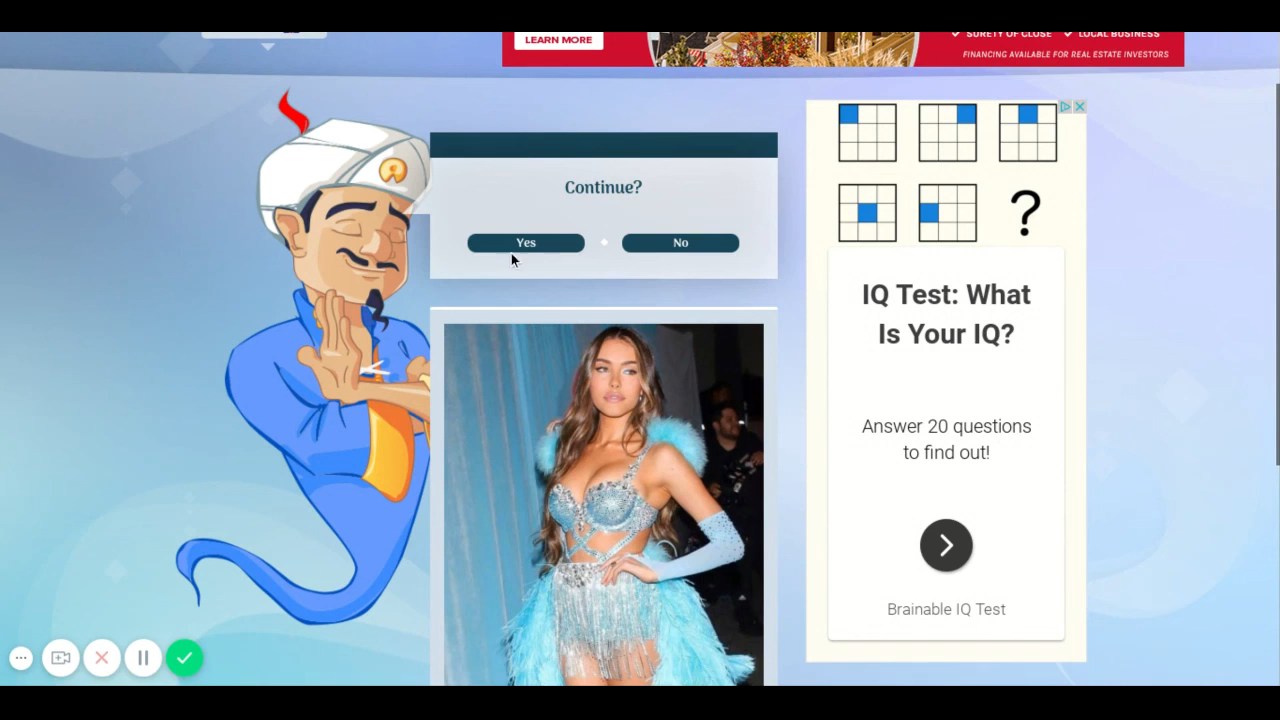 LEARN MORE
SURETY OF CLOSE
LOCAL BUSINESS
FINANCING AVAILABLE FOR REAL ESTATE INVESTORS
Continue?
Yes
No
IQ Test: What
Is Your IQ?
Answer 20 questions
to find out!
Brainable IQ Test
?